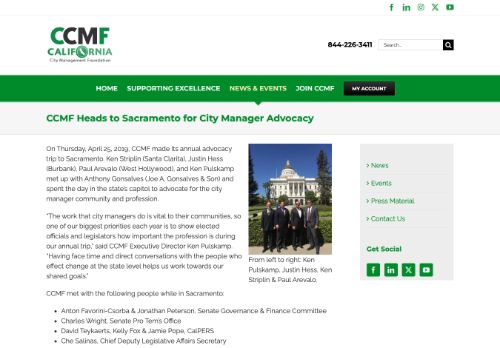 CCMF
CALIFORNIA
City Management Foundation
844-226-3411
Search...
HOME SUPPORTING EXCELLENCE NEWS & EVENTS JOIN CCMF MY ACCOUNT
CCMF Heads to Sacramento for City Manager Advocacy
On Thursday, April 25, 2019, CCMF made its annual advocacy
trip to Sacramento. Ken Striplin (Santa Clarita), Justin Hess
(Burbank), Paul Arevalo (West Hollywood), and Ken Pulskamp
met up with Anthony Gonsalves (Joe A. Gonsalves & Son) and
spent the day in the state's capitol to advocate for the city
manager community and profession.
"The work that city managers do is vital to their communities, so
one of our biggest priorities each year is to show elected
officials and legislators how important the profession is during
our annual trip," said CCMF Executive Director Ken Pulskamp.
"Having face time and direct conversations with the people who
effect change at the state level helps us work towards our
shared goals."
From left to right: Ken
Pulskamp, Justin Hess, Ken
Striplin & Paul Arevalo,
CCMF met with the following people while in Sacramento:
• Anton Favorini-Csorba & Jonathan Peterson, Senate Governance & Finance Committee
• Charles Wright, Senate Pro Tem's Office
• David Teykaerts, Kelly Fox & Jamie Pope, CalPERS
• Che Salinas, Chief Deputy Legislative Affairs Secretary
> News
> Events
> Press Material
> Contact Us
Get Social